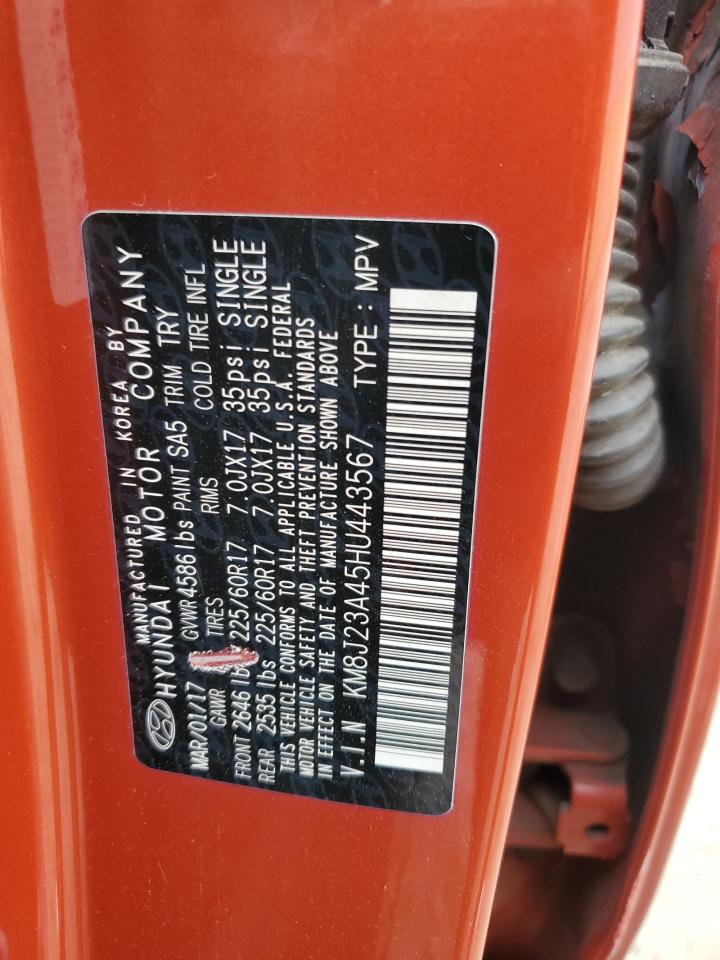 MANUFACTURED IN KOREA BY
HYUNDAI MOTOR COMPANY
MAR/01/17 GVWR 4586 lbs PAINT SA5 TRIM TRY
GAWR TIRES RIMS COLD TIRE INFL
FRONT 2646 lbs 225/60R17 7.0JX17 35psi SINGLE
REAR 2535 lbs 225/60R17 7.0JX17 35psi SINGLE
THIS VEHICLE CONFORMS TO ALL APPLICABLE U.S.A. FEDERAL
MOTOR VEHICLE SAFETY AND THEFT PREVENTION STANDARDS
IN EFFECT ON THE DATE OF MANUFACTURE SHOWN ABOVE
V.I.N KM8J23A45HU443567 TYPE : MPV